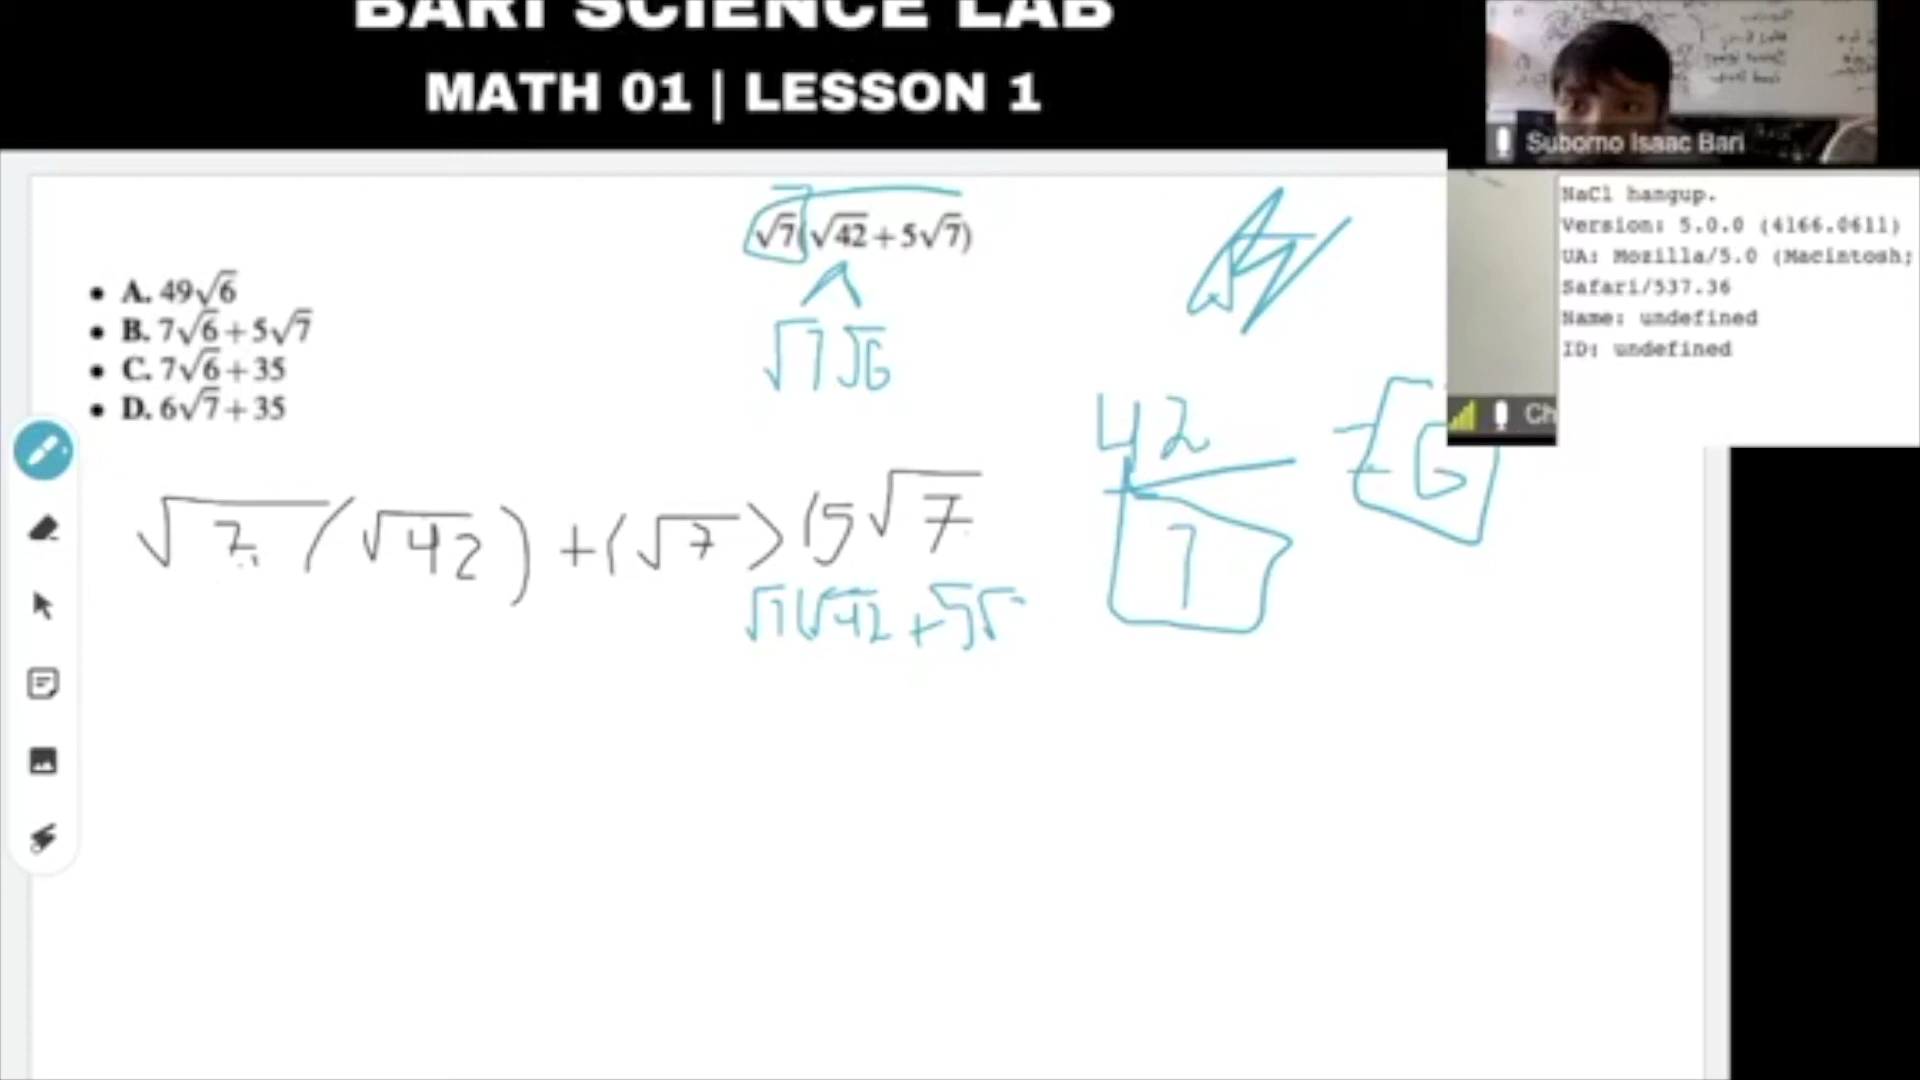 BARI SCIENCE LAB
MATH 01 | LESSON 1
Suborno Isaac Bari
NaCl hangup.
Version: 5.0.0 (4166.0611)
UA: Mozilla/5.0 (Macintosh;
Safari/537.36
Name: undefined
ID: undefined
Ch
√7(√42+5√7)
• A. 49√6
• B. 7√6+5√7
• C. 7√6+35
• D. 6√7+35
√7 √6
42
7
6
√7 (√42) + (√7) (5√7
√7(√42 + 5√